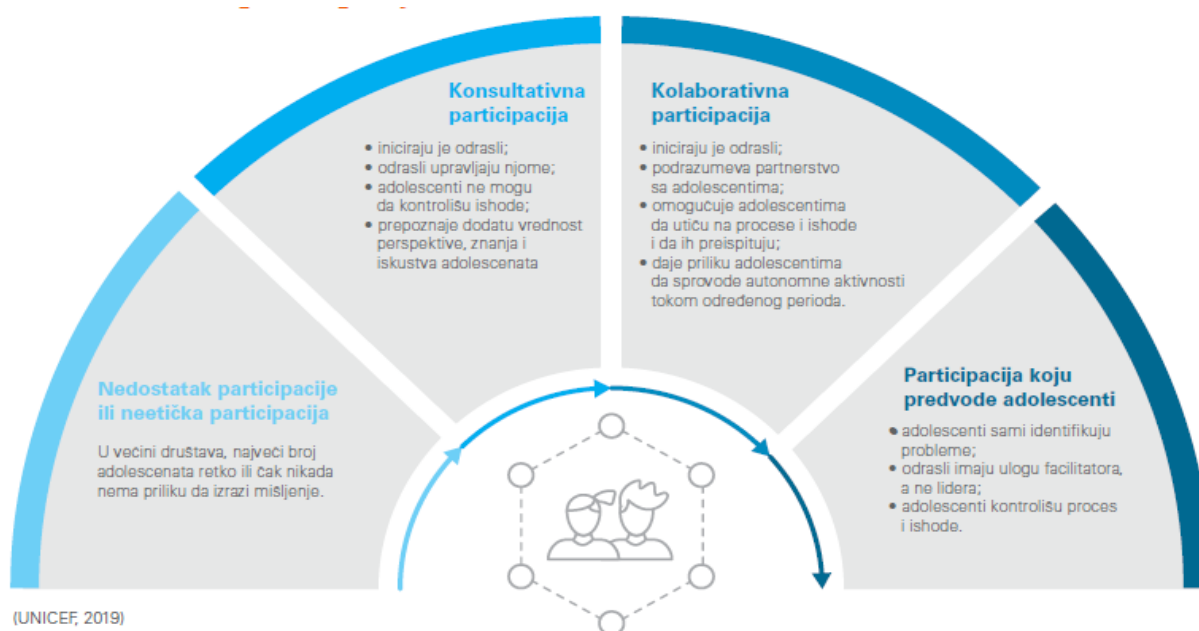 Nedostatak participacije
ili neetička participacija
U većini društava, najveći broj
adolescenata retko ili čak nikada
nema priliku da izrazi mišljenje.
Konsultativna
participacija
• iniciraju je odrasli;
• odrasli upravljaju njome;
• adolescenti ne mogu
da kontrolišu ishode;
• prepoznaje dodatu vrednost
perspektive, znanja i
iskustva adolescenata
Kolaborativna
participacija
• iniciraju je odrasli;
• podrazumeva partnerstvo
sa adolescentima;
• omogućuje adolescentima
da utiču na procese i ishode
i da ih preispituju;
• daje priliku adolescentima
da sprovode autonomne aktivnosti
tokom određenog perioda.
Participacija koju
predvode adolescenti
• adolescenti sami identifikuju
probleme;
• odrasli imaju ulogu facilitatora,
a ne lidera;
• adolescenti kontrolišu proces
i ishode.
(UNICEF, 2019)